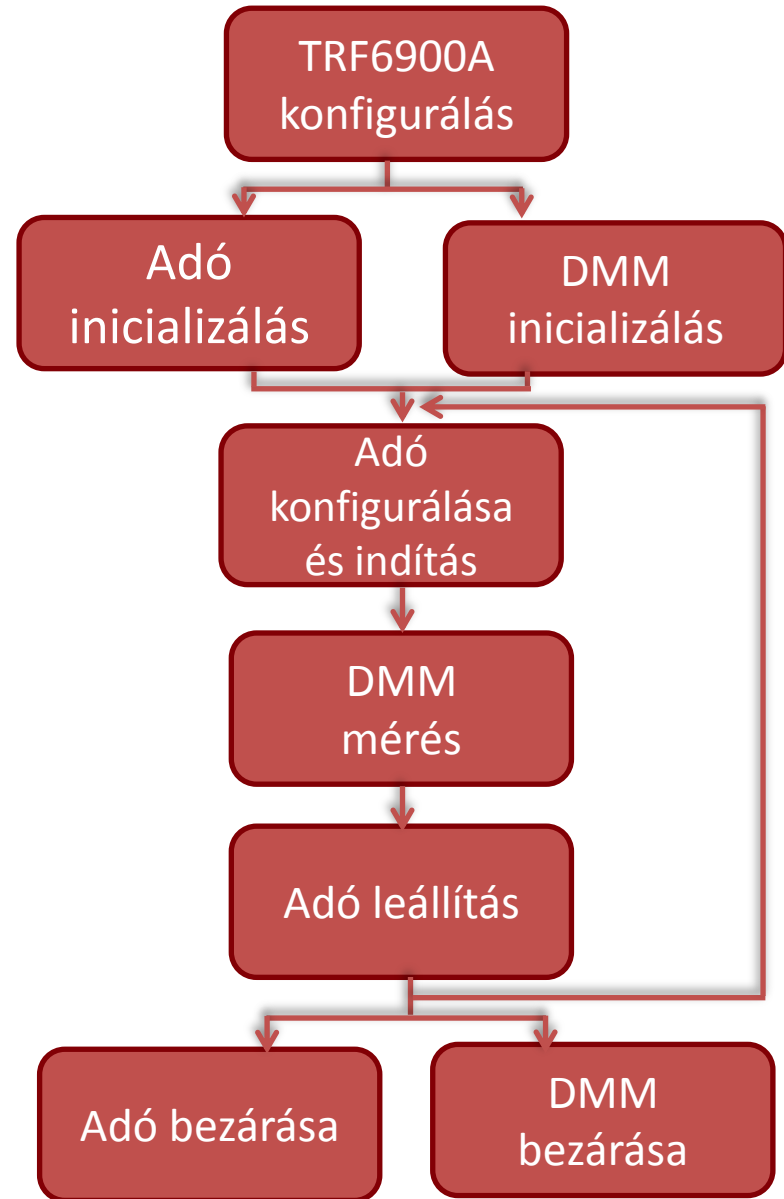 TRF6900A
konfigurálás
Adó
inicializálás
DMM
inicializálás
Adó
konfigurálása
és indítás
DMM
mérés
Adó leállítás
Adó bezárása
DMM
bezárása